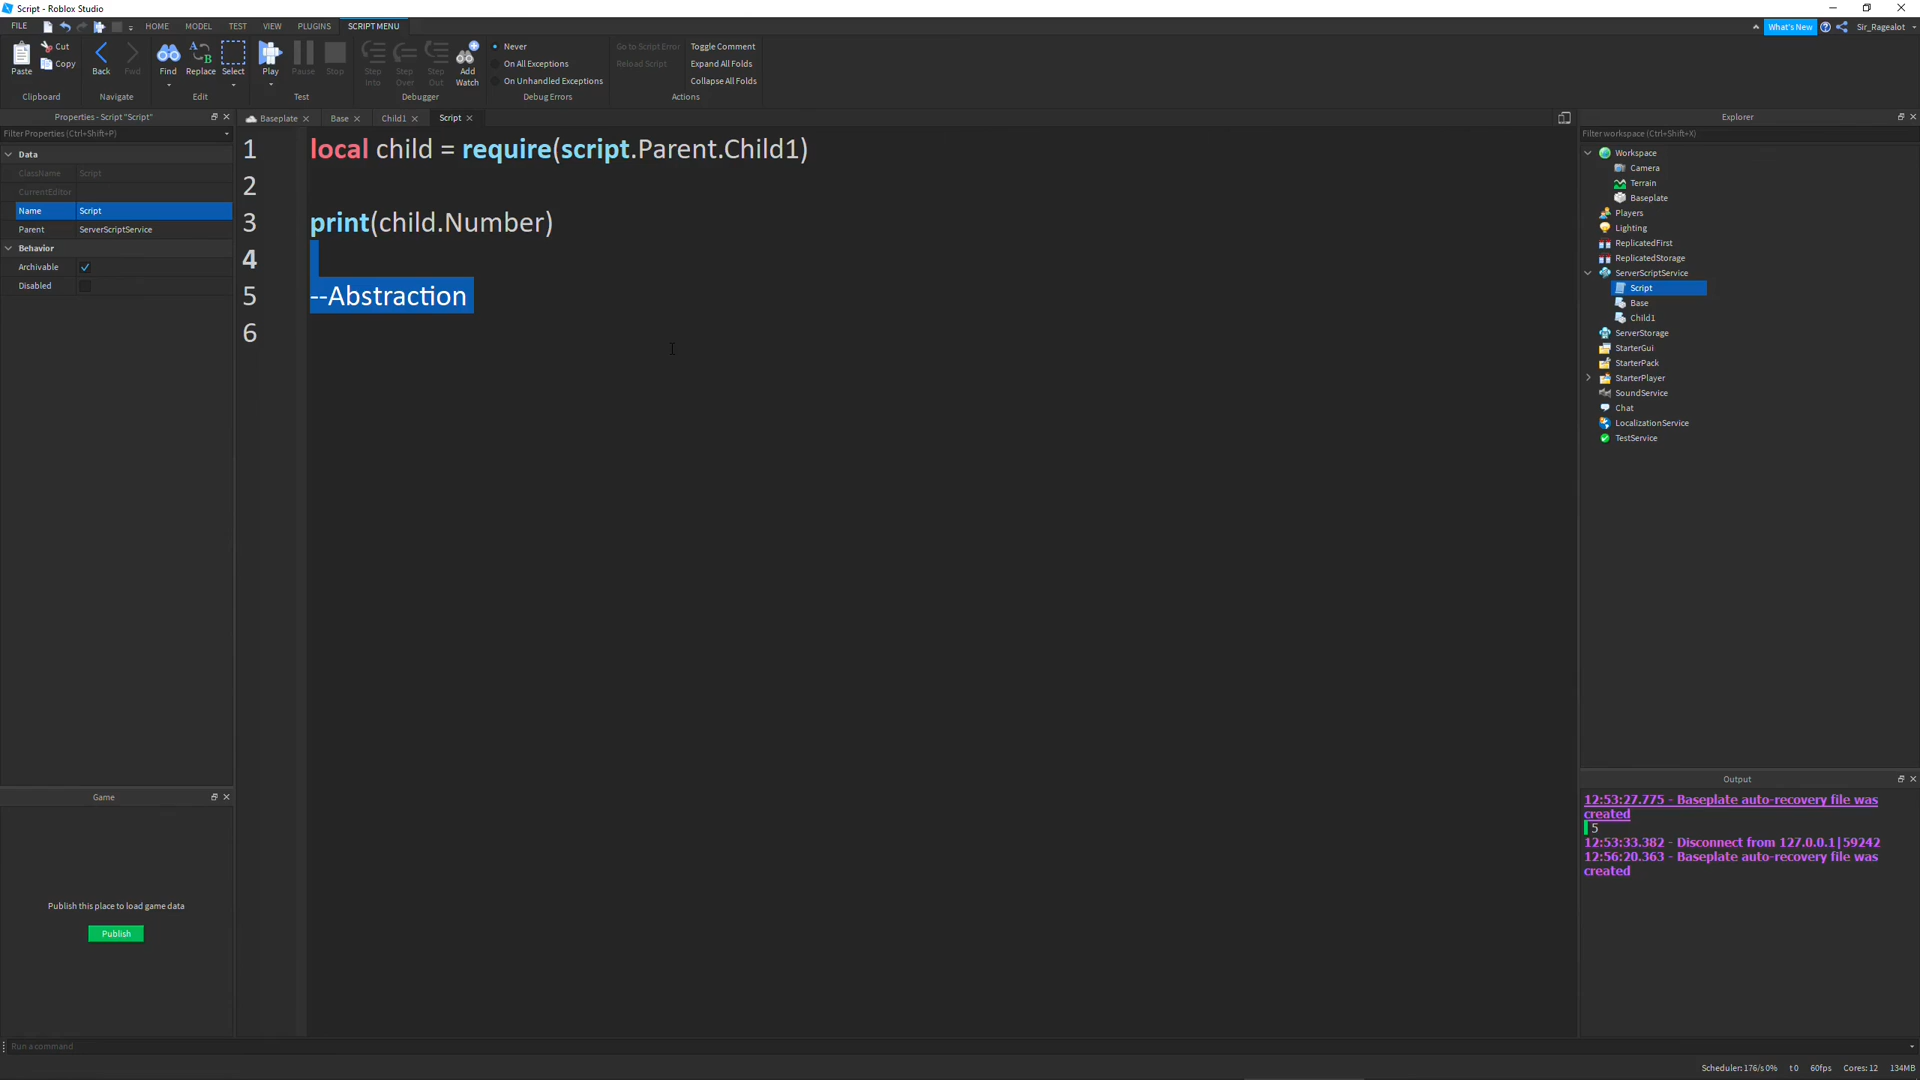 Script - Roblox Studio
FILE
HOME
MODEL
TEST
VIEW
PLUGINS
SCRIPT MENU
What's New
Sir_Ragealot
Paste
Cut
Copy
Clipboard
Back
Fwd
Navigate
Find
Replace
Select
Edit
Play
Pause
Stop
Test
Step Into
Step Over
Step Out
Add Watch
Debugger
Never
On All Exceptions
On Unhandled Exceptions
Debug Errors
Go to Script Error
Reload Script
Toggle Comment
Expand All Folds
Collapse All Folds
Actions
Properties - Script "Script"
Filter Properties (Ctrl+Shift+P)
Data
ClassName Script
CurrentEditor
Name Script
Parent ServerScriptService
Behavior
Archivable
Disabled
Game
Publish this place to load game data
Publish
Baseplate
Base
Child1
Script
1 local child = require(script.Parent.Child1)
2
3 print(child.Number)
4
5 --Abstraction
6
Explorer
Filter workspace (Ctrl+Shift+X)
Workspace
Camera
Terrain
Baseplate
Players
Lighting
ReplicatedFirst
ReplicatedStorage
ServerScriptService
Script
Base
Child1
ServerStorage
StarterGui
StarterPack
StarterPlayer
SoundService
Chat
LocalizationService
TestService
Output
12:53:27.775 - Baseplate auto-recovery file was
created
5
12:53:33.382 - Disconnect from 127.0.0.1|59242
12:56:20.363 - Baseplate auto-recovery file was
created
Run a command
Scheduler: 176/s 0% t 0 60fps Cores: 12 134MB